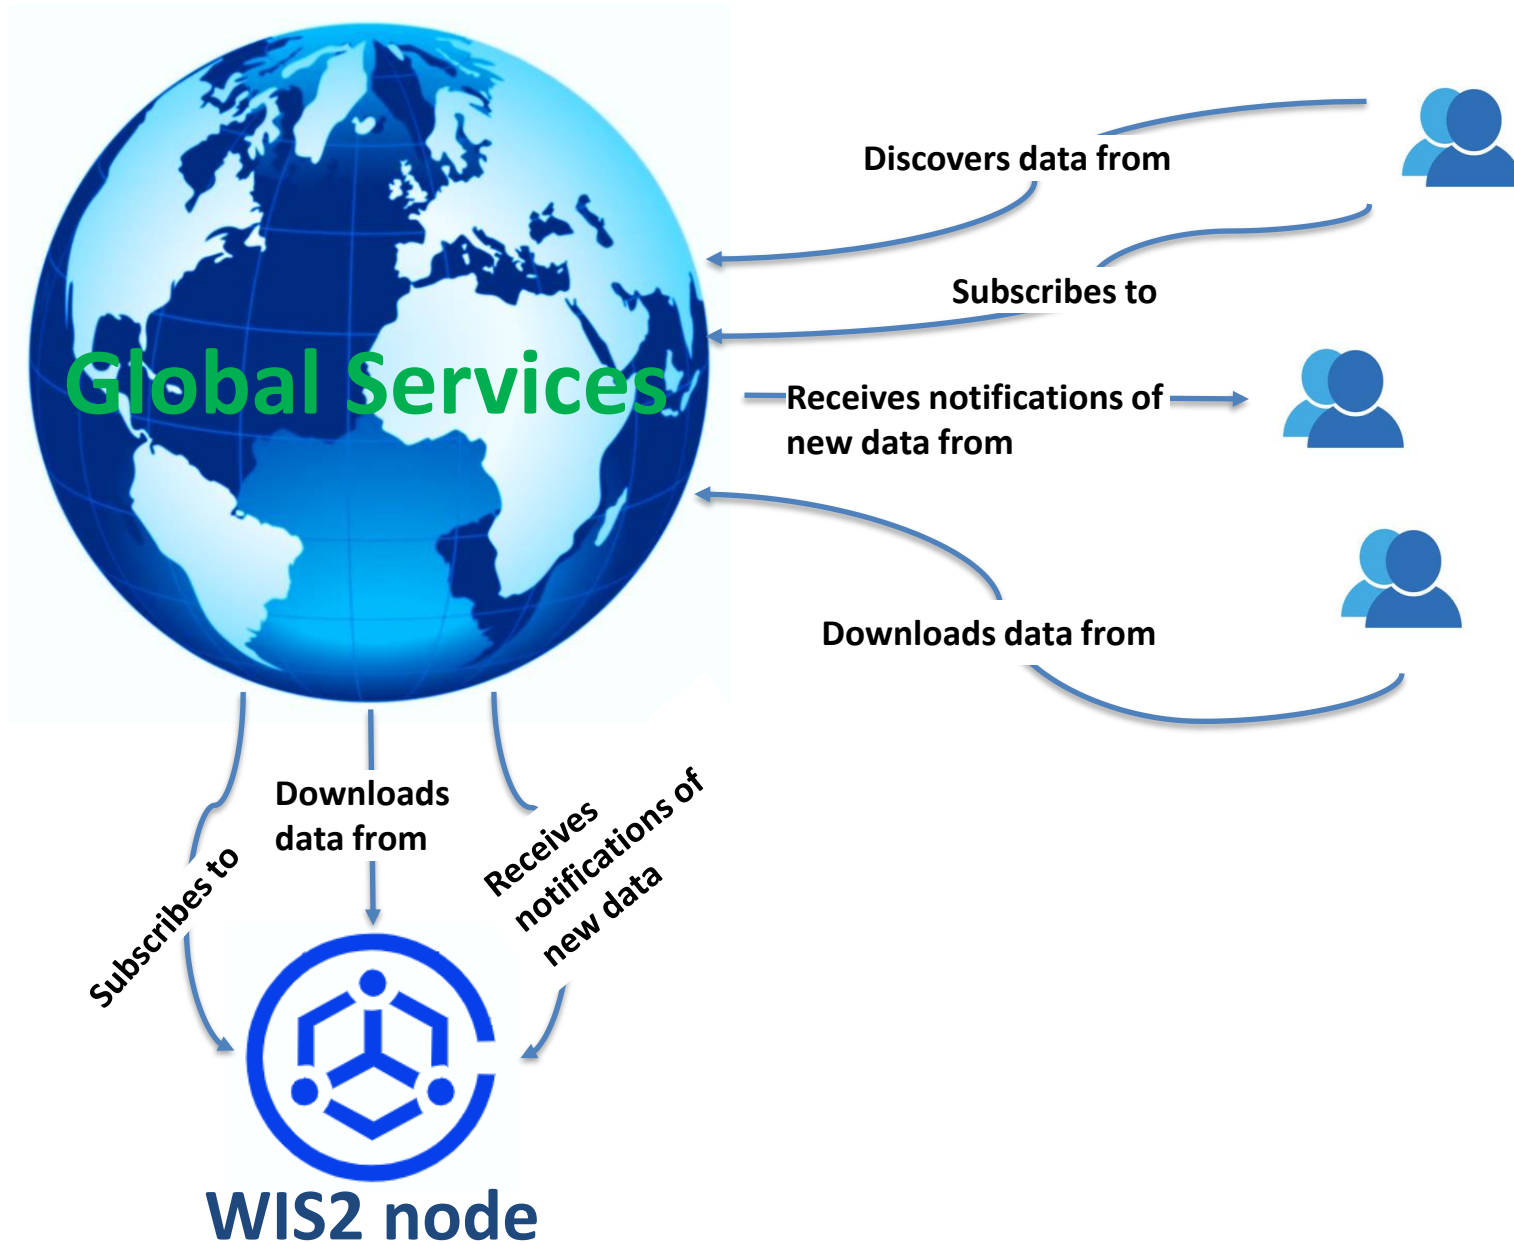 Discovers data from
Subscribes to
Global Services
Receives notifications of
new data from
Downloads data from
Downloads
data from
Subscribes to
Receives
notifications of
new data
WIS2 node